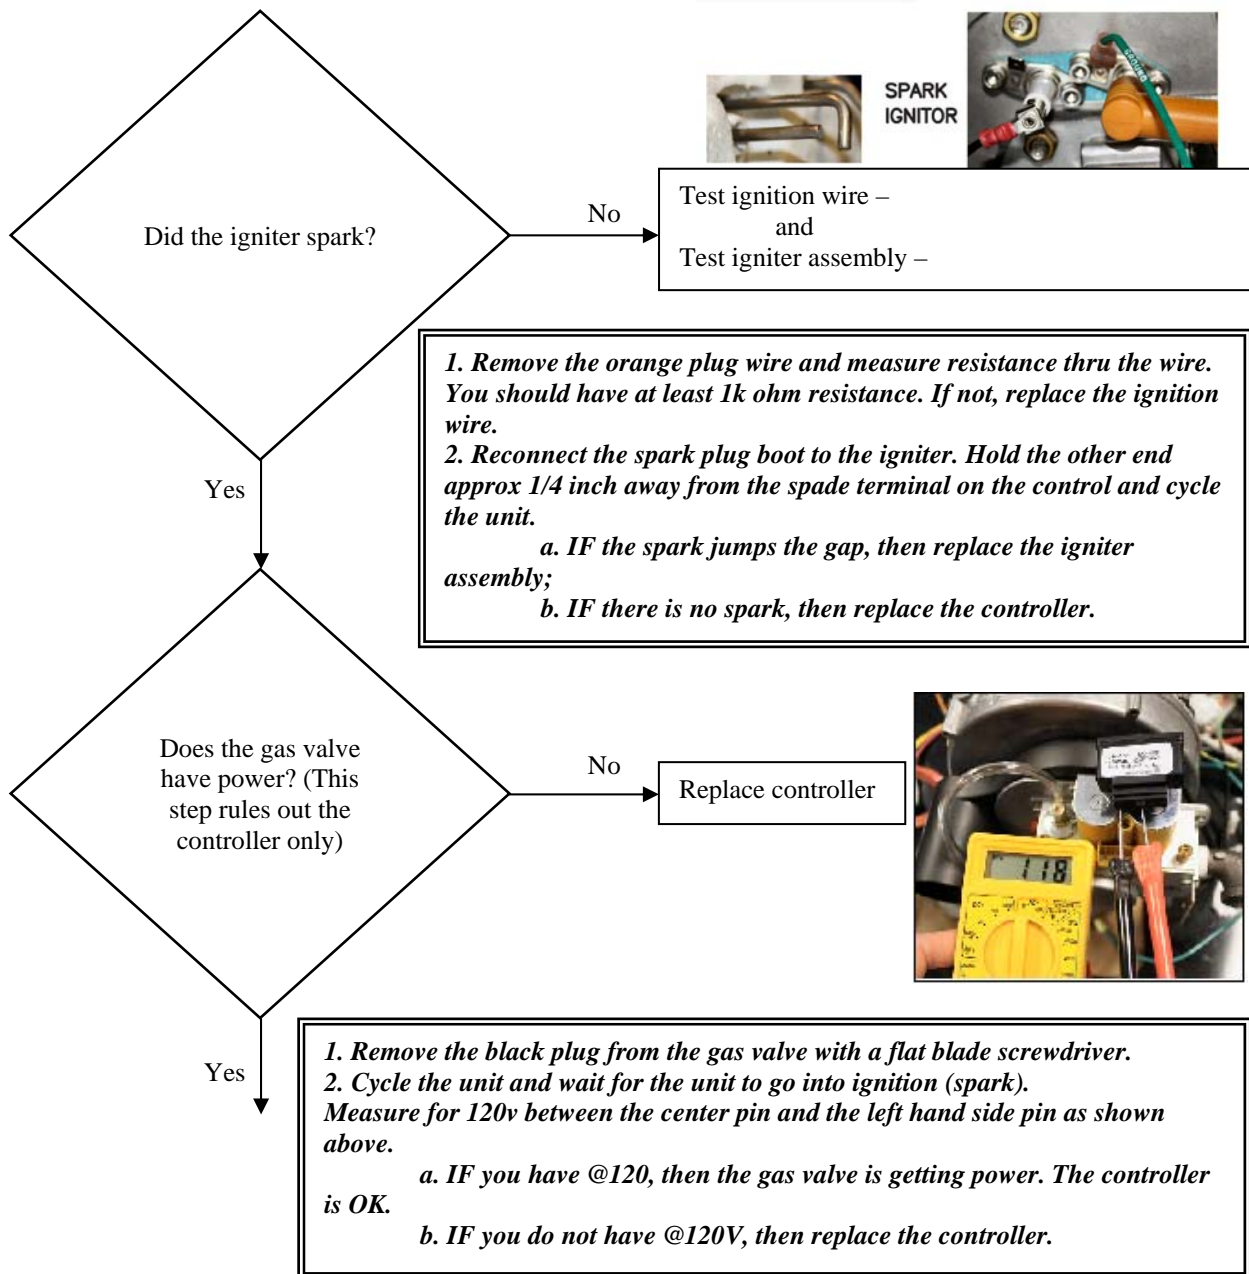 SPARK
IGNITOR
GROUND
Did the igniter spark?
No
Test ignition wire –
and
Test igniter assembly –
1. Remove the orange plug wire and measure resistance thru the wire.
You should have at least 1k ohm resistance. If not, replace the ignition
wire.
2. Reconnect the spark plug boot to the igniter. Hold the other end
approx 1/4 inch away from the spade terminal on the control and cycle
the unit.
a. IF the spark jumps the gap, then replace the igniter
assembly;
b. IF there is no spark, then replace the controller.
Yes
Does the gas valve
have power? (This
step rules out the
controller only)
No
Replace controller
118
Yes
1. Remove the black plug from the gas valve with a flat blade screwdriver.
2. Cycle the unit and wait for the unit to go into ignition (spark).
Measure for 120v between the center pin and the left hand side pin as shown
above.
a. IF you have @120, then the gas valve is getting power. The controller
is OK.
b. IF you do not have @120V, then replace the controller.